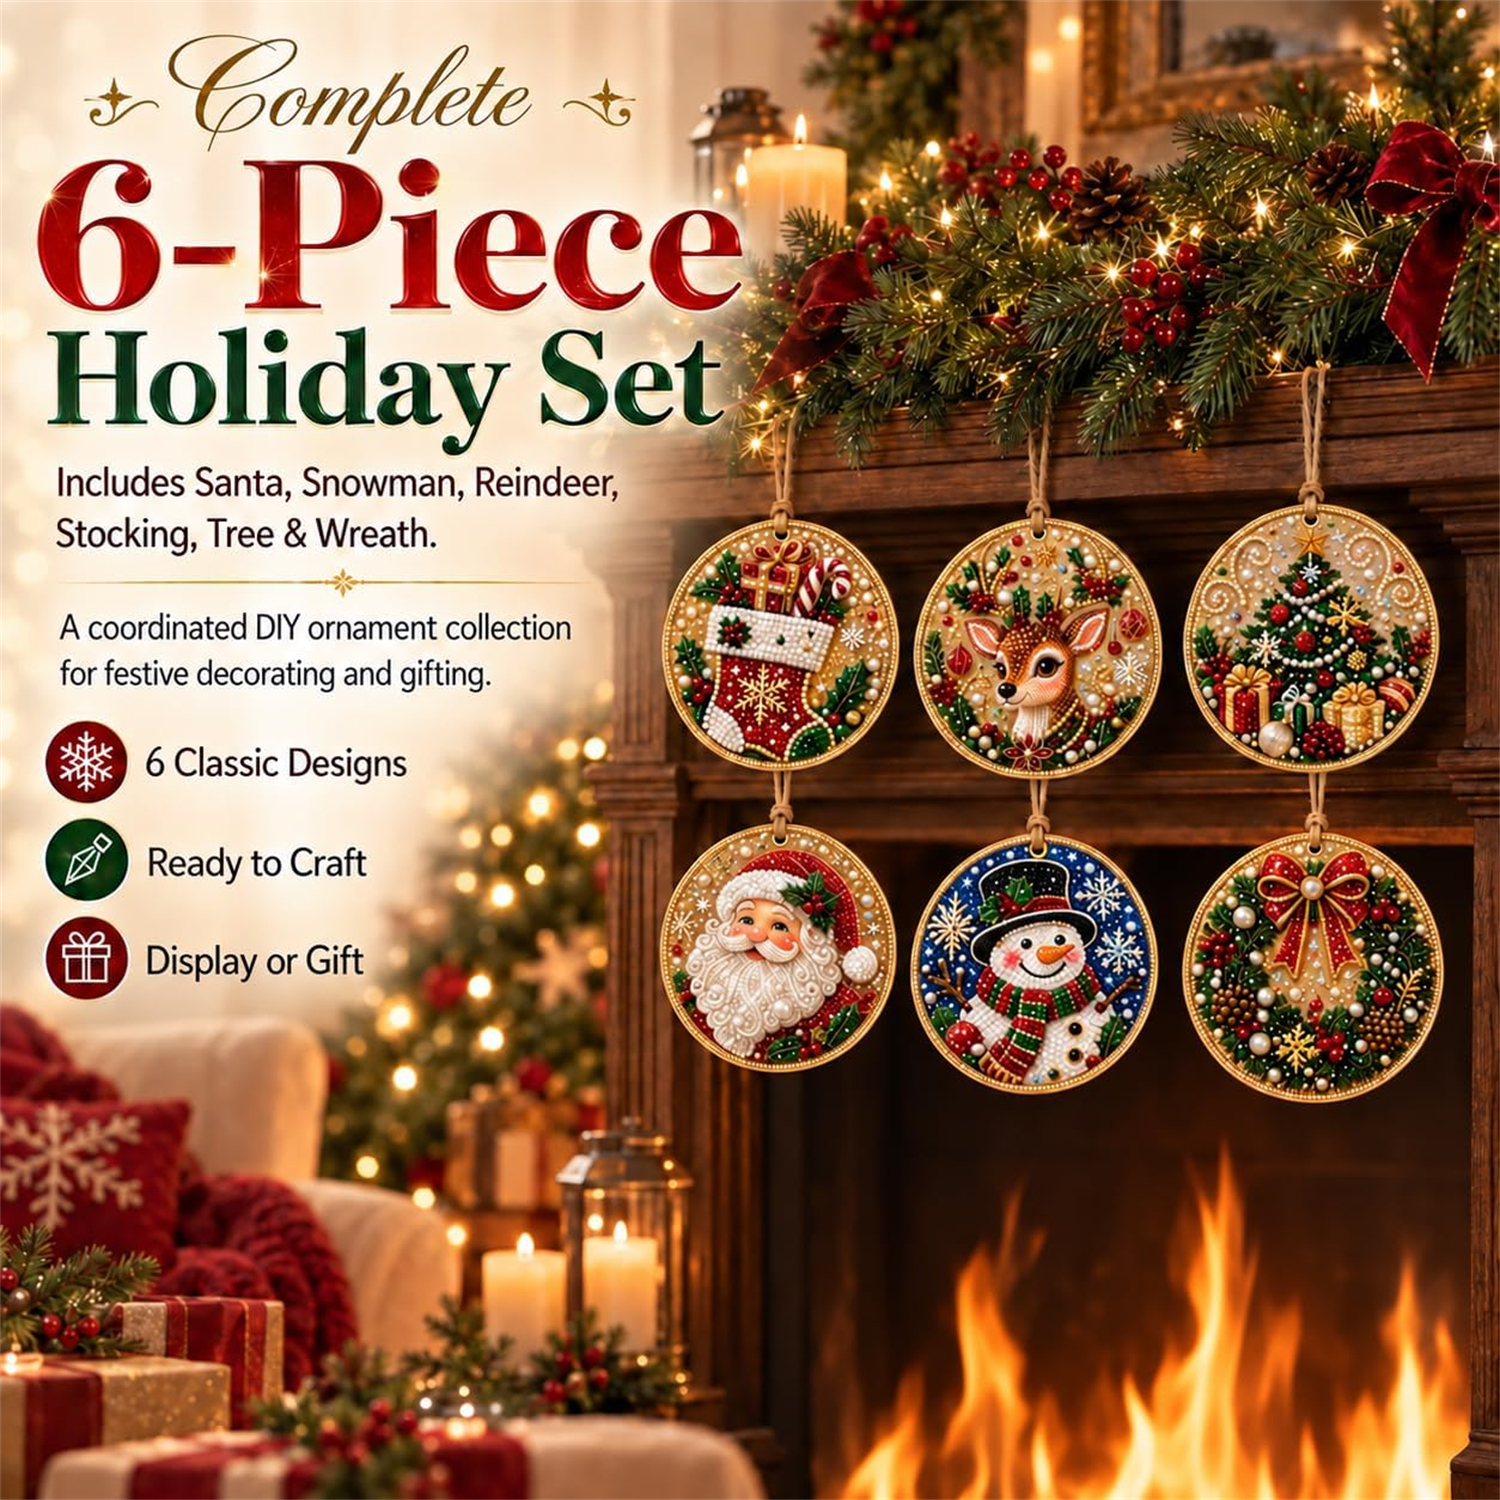 Complete
6-Piece
Holiday Set
Includes Santa, Snowman, Reindeer,
Stocking, Tree & Wreath.
A coordinated DIY ornament collection
for festive decorating and gifting.
6 Classic Designs
Ready to Craft
Display or Gift